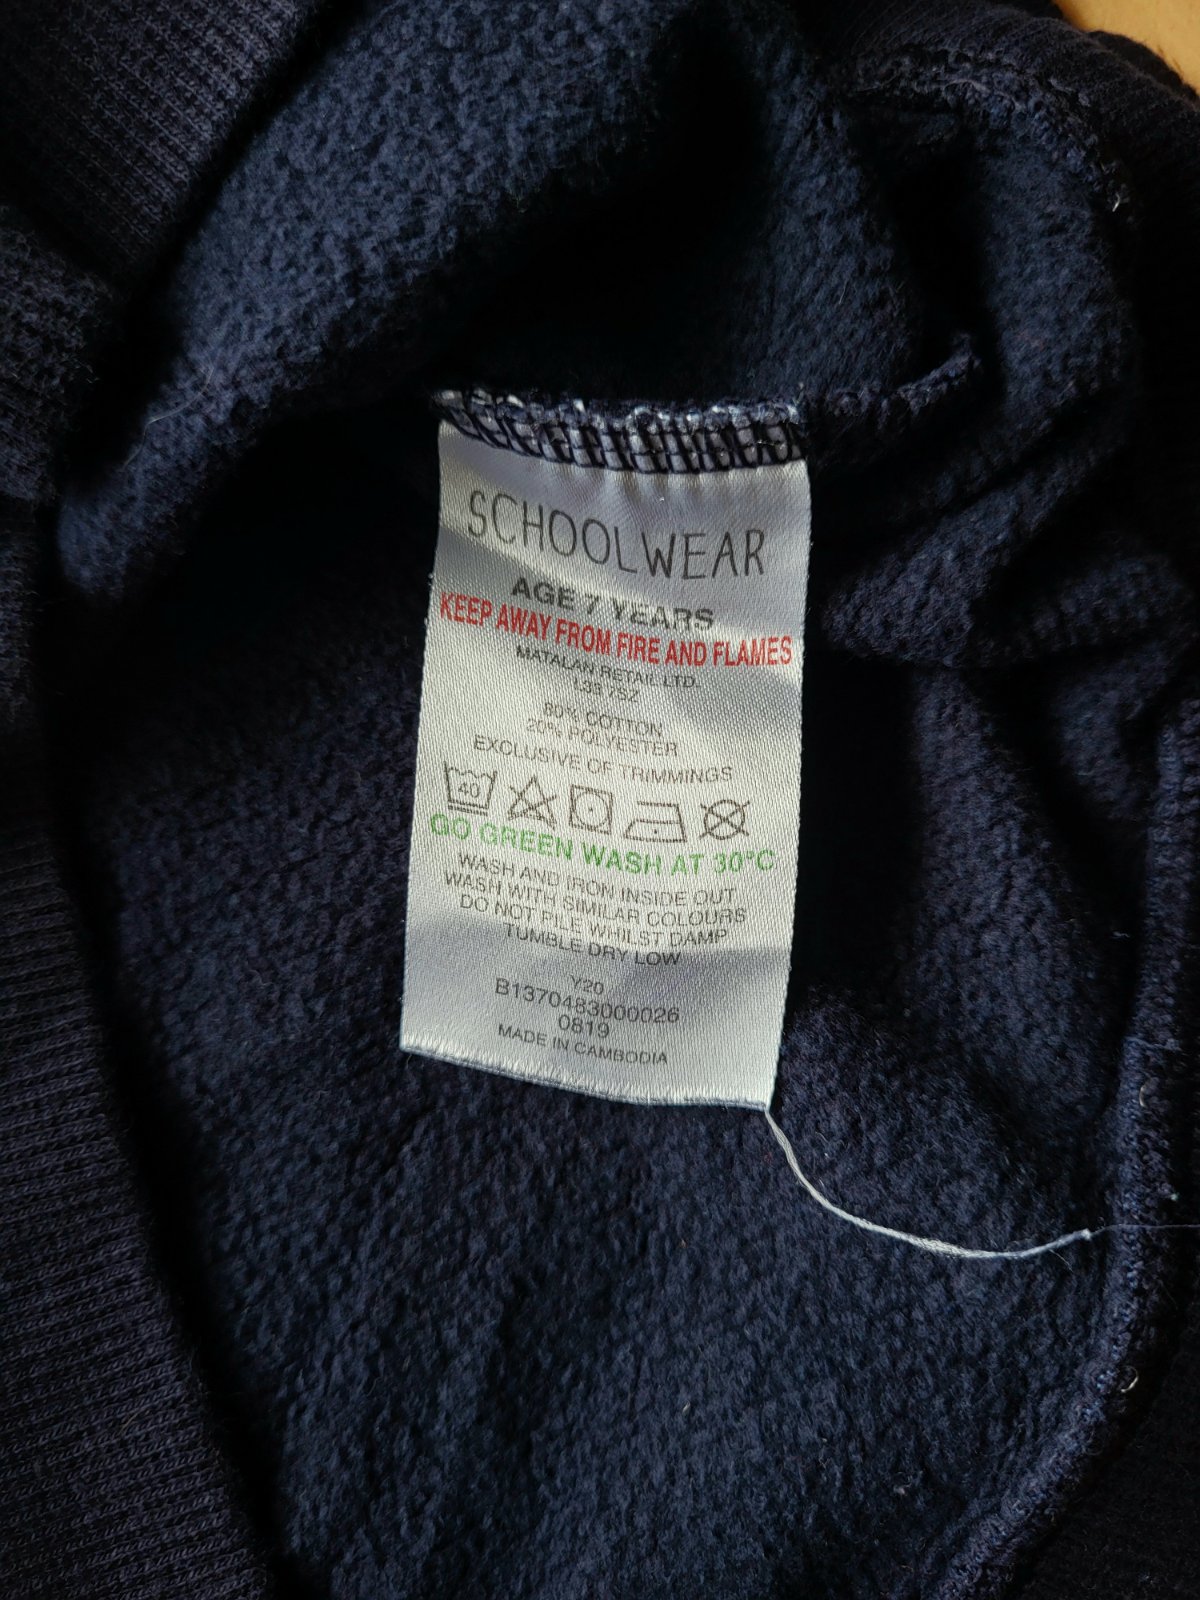 SCHOOLWEAR
AGE 7 YEARS
KEEP AWAY FROM FIRE AND FLAMES
MATALAN RETAIL LTD.
L33 7SZ
80% COTTON
20% POLYESTER
EXCLUSIVE OF TRIMMINGS
40
GO GREEN WASH AT 30°C
WASH AND IRON INSIDE OUT
WASH WITH SIMILAR COLOURS
DO NOT PILE WHILST DAMP
TUMBLE DRY LOW
Y20
B1370483000026
0819
MADE IN CAMBODIA